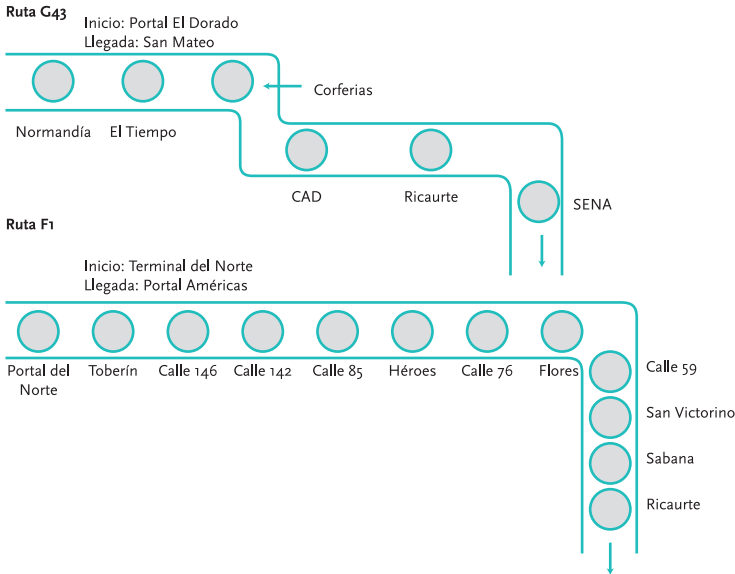 Ruta G43
Inicio: Portal El Dorado
Llegada: San Mateo
Corferias
Normandía
El Tiempo
CAD
Ricaurte
SENA
Ruta F1
Inicio: Terminal del Norte
Llegada: Portal Américas
Portal del
Norte
Toberín
Calle 146
Calle 142
Calle 85
Héroes
Calle 76
Flores
Calle 59
San Victorino
Sabana
Ricaurte